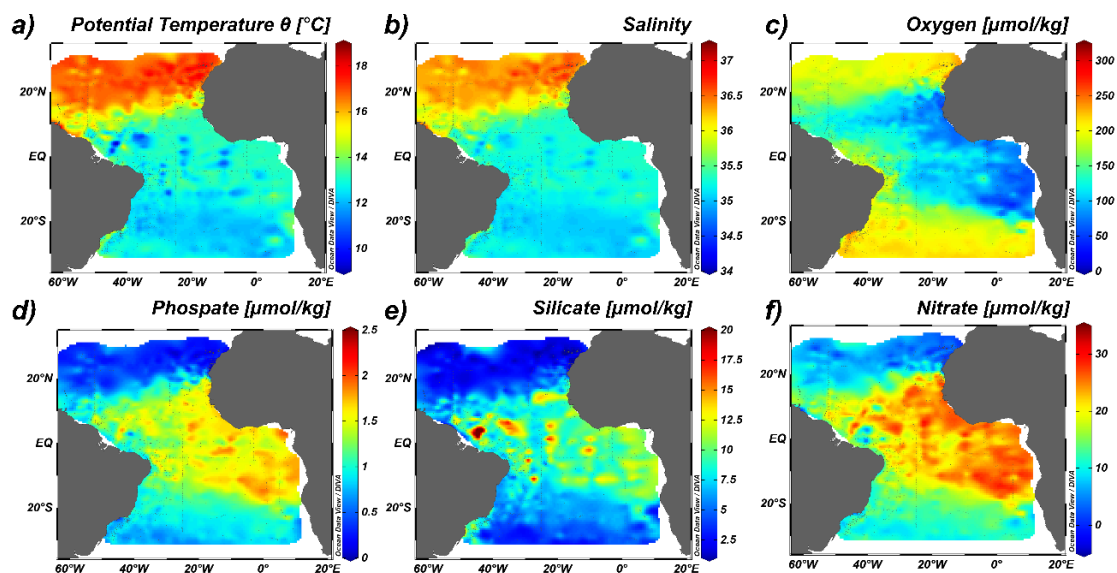 a) Potential Temperature θ [°C]
b) Salinity
c) Oxygen [µmol/kg]
20°N
EQ
20°S
60°W 40°W 20°W 0° 20°E
18
16
14
12
10
Ocean Data View / DIVA
20°N
EQ
20°S
60°W 40°W 20°W 0° 20°E
37
36.5
36
35.5
35
34.5
34
Ocean Data View / DIVA
20°N
EQ
20°S
60°W 40°W 20°W 0° 20°E
300
250
200
150
100
50
0
Ocean Data View / DIVA
d) Phospate [µmol/kg]
e) Silicate [µmol/kg]
f) Nitrate [µmol/kg]
20°N
EQ
20°S
60°W 40°W 20°W 0° 20°E
2.5
2
1.5
1
0.5
0
Ocean Data View / DIVA
20°N
EQ
20°S
60°W 40°W 20°W 0° 20°E
20
17.5
15
12.5
10
7.5
5
2.5
Ocean Data View / DIVA
20°N
EQ
20°S
60°W 40°W 20°W 0° 20°E
30
20
10
0
Ocean Data View / DIVA